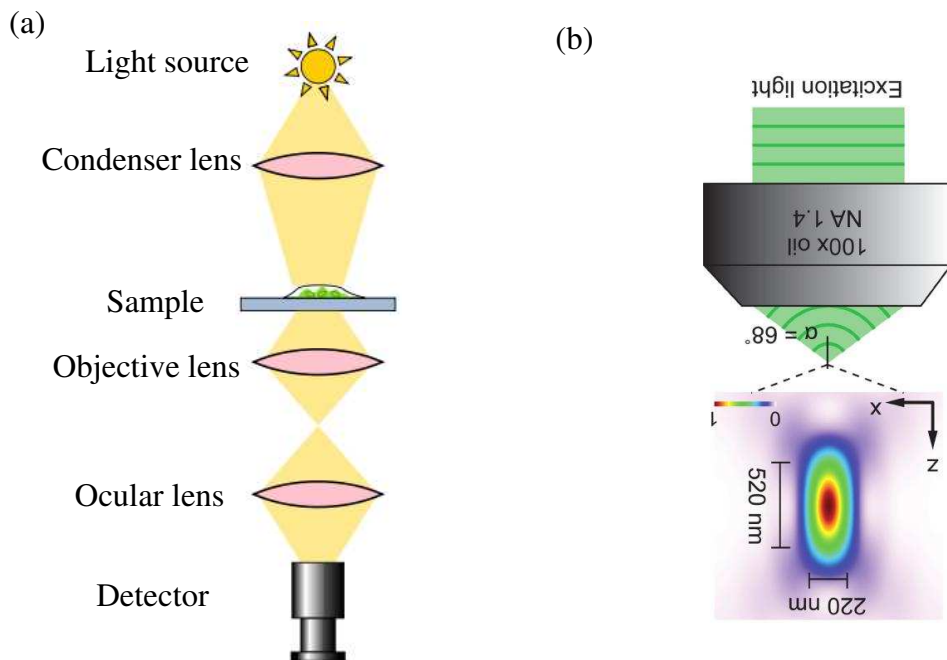 (a)
Light source
Condenser lens
Sample
Objective lens
Ocular lens
Detector
(b)
Excitation light
100x oil
NA 1.4
α = 68°
0
1
x
z
520 nm
220 nm